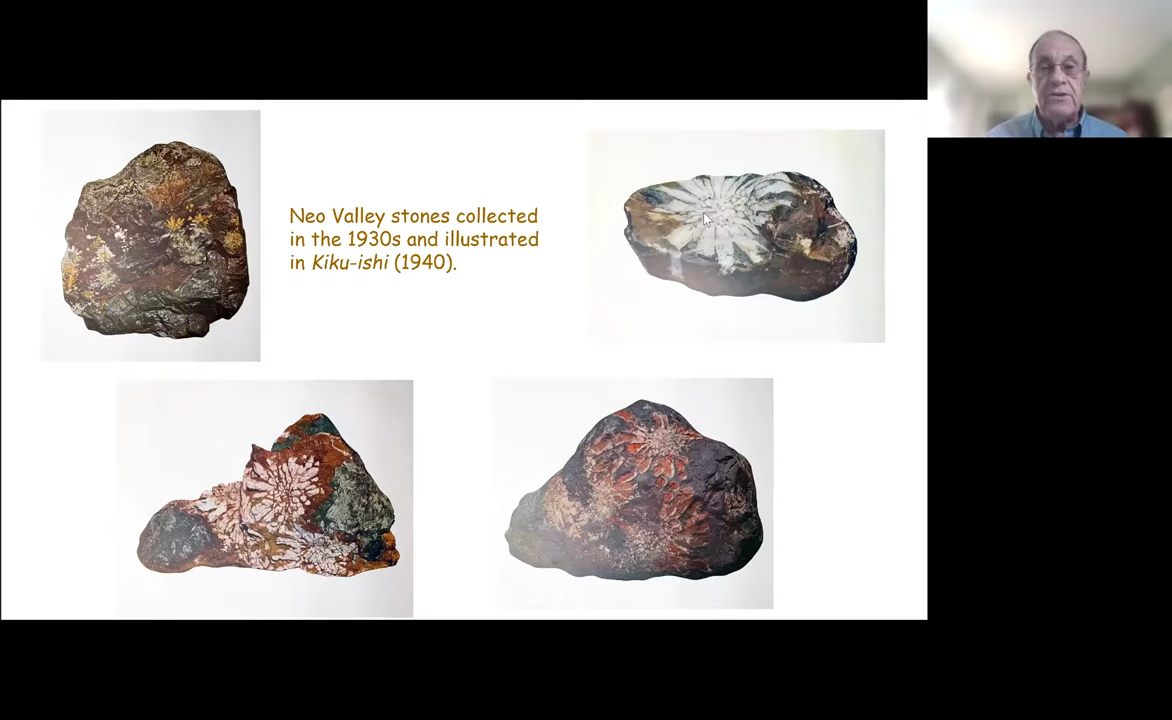 Neo Valley stones collected
in the 1930s and illustrated
in Kiku-ishi (1940).